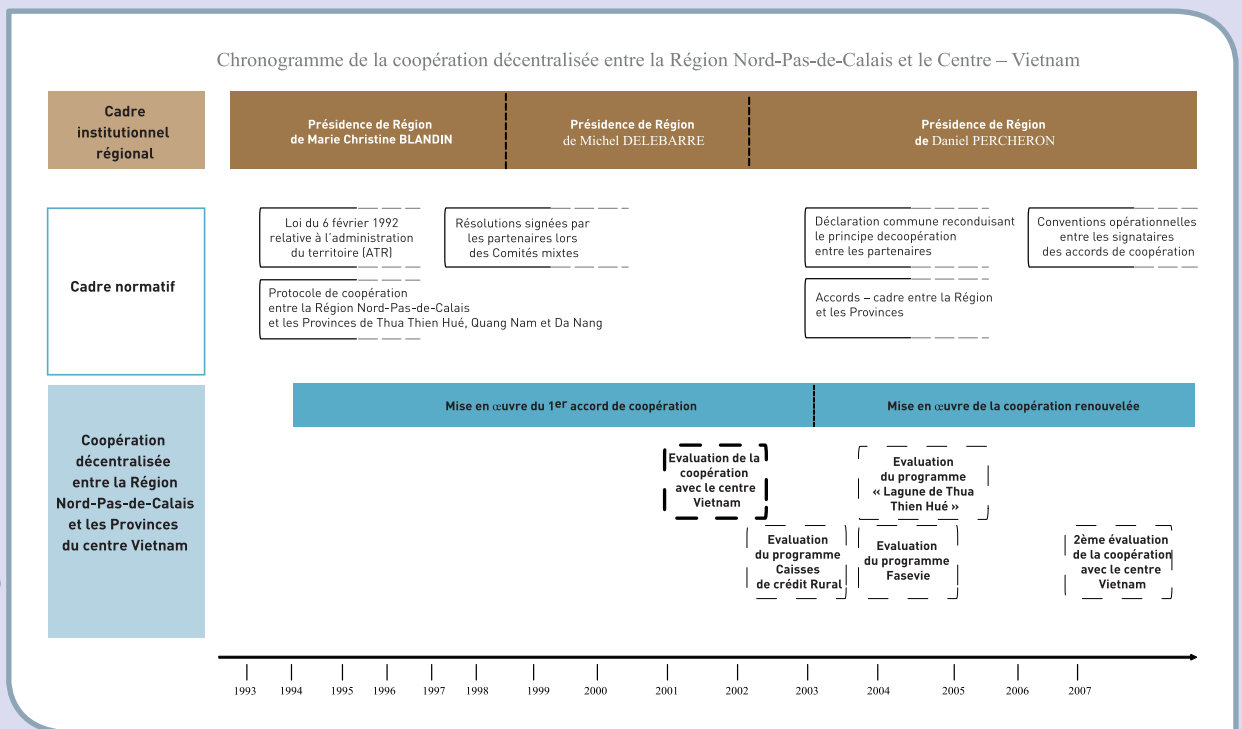 Chronogramme de la coopération décentralisée entre la Région Nord-Pas-de-Calais et le Centre – Vietnam
Cadre
institutionnel
régional
Présidence de Région
de Marie Christine BLANDIN
Présidence de Région
de Michel DELEBARRE
Présidence de Région
de Daniel PERCHERON
Cadre normatif
Loi du 6 février 1992
relative à l'administration
du territoire (ATR)
Résolutions signées par
les partenaires lors
des Comités mixtes
Déclaration commune reconduisant
le principe decoopération
entre les partenaires
Conventions opérationnelles
entre les signataires
des accords de coopération
Protocole de coopération
entre la Région Nord-Pas-de-Calais
et les Provinces de Thua Thien Hué, Quang Nam et Da Nang
Accords – cadre entre la Région
et les Provinces
Coopération
décentralisée
entre la Région
Nord-Pas-de-Calais
et les Provinces
du centre Vietnam
Mise en œuvre du 1er accord de coopération
Mise en œuvre de la coopération renouvelée
Evaluation de la
coopération
avec le centre
Vietnam
Evaluation
du programme
« Lagune de Thua
Thien Hué »
Evaluation
du programme
Caisses
de crédit Rural
Evaluation
du programme
Fasevie
2ème évaluation
de la coopération
avec le centre
Vietnam
1993 1994 1995 1996 1997 1998 1999 2000 2001 2002 2003 2004 2005 2006 2007